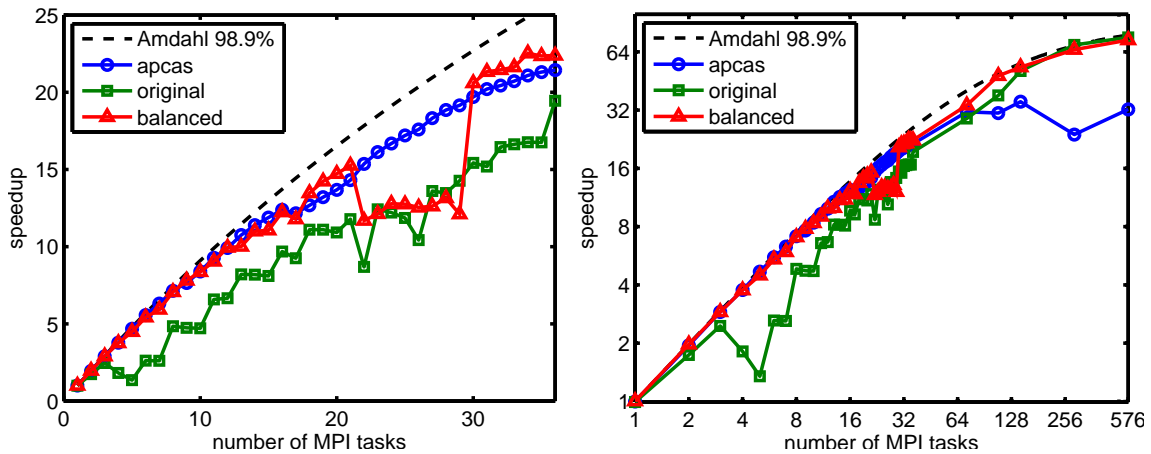 25
20
15
10
5
0
speedup
Amdahl 98.9%
apcas
original
balanced
0 10 20 30
number of MPI tasks
64
32
16
8
4
2
1
speedup
Amdahl 98.9%
apcas
original
balanced
1 2 4 8 16 32 64 128 256 576
number of MPI tasks